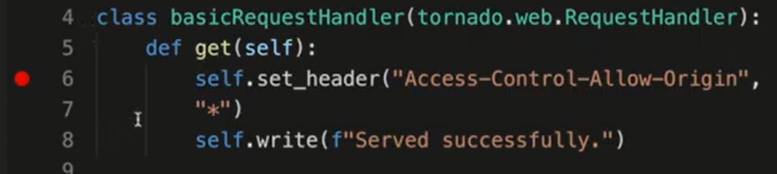 4 class basicRequestHandler(tornado.web.RequestHandler):
5     def get(self):
6         self.set_header("Access-Control-Allow-Origin",
7         "*")
8         self.write(f"Served successfully.")
9